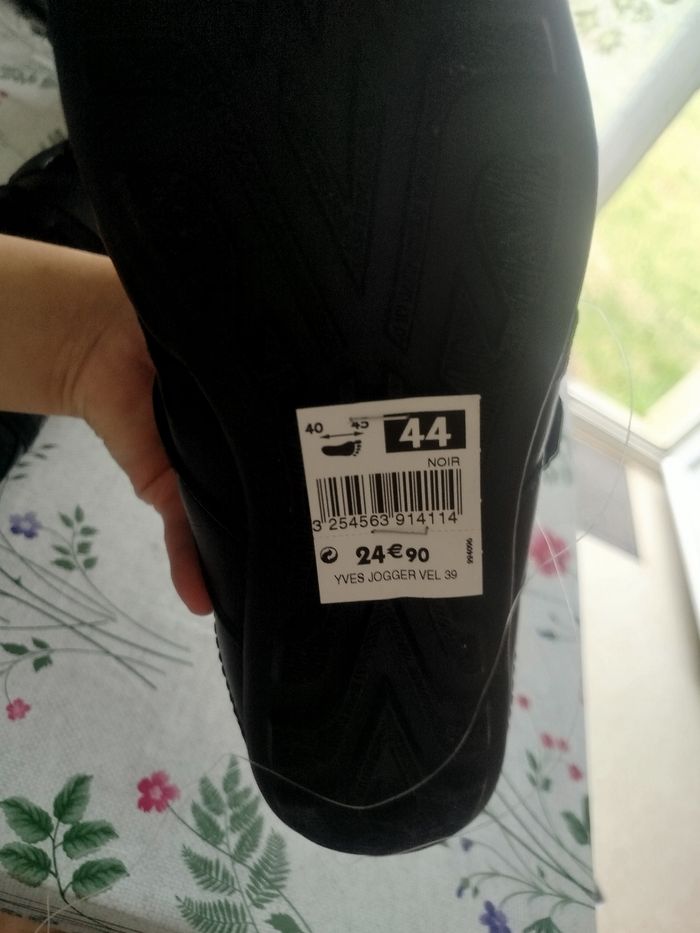 40 45 44
NOIR
3 254563 914114
24€90
YVES JOGGER VEL 39